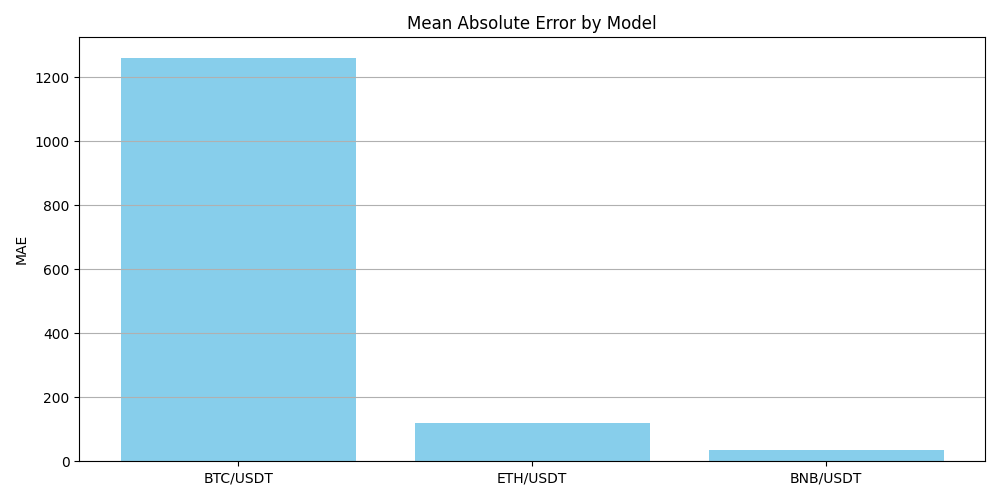 Mean Absolute Error by Model
MAE
1200
1000
800
600
400
200
0
BTC/USDT
ETH/USDT
BNB/USDT